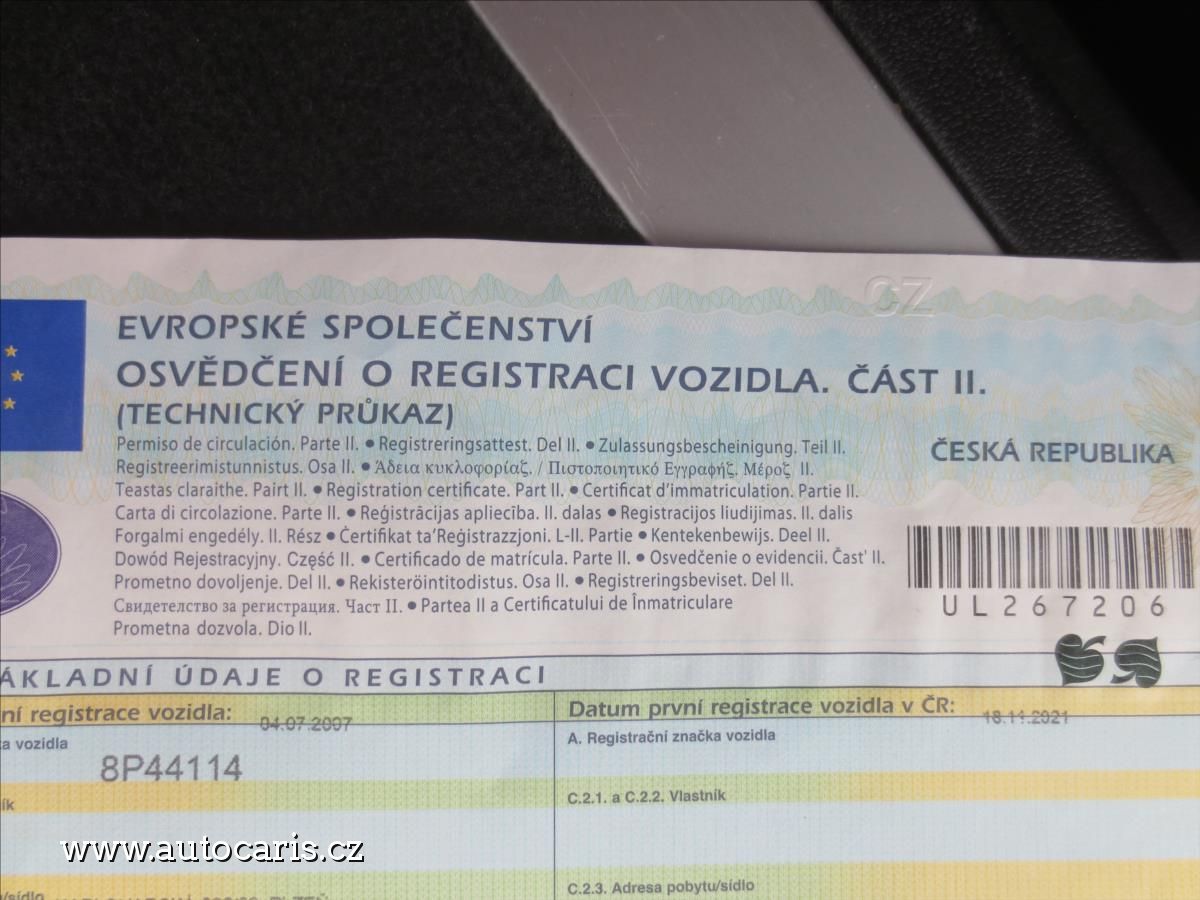 CZ
EVROPSKÉ SPOLEČENSTVÍ
OSVĚDČENÍ O REGISTRACI VOZIDLA. ČÁST II.
(TECHNICKÝ PRŮKAZ)
Permiso de circulación. Parte II. ● Registreringsattest. Del II. ● Zulassungsbescheinigung. Teil II.
ČESKÁ REPUBLIKA
Registreerimistunnistus. Osa II. ● Άδεια κυκλοφορίας. / Πιστοποιητικό Εγγραφής. Μέρος II.
Teastas claraithe. Pairt II. ● Registration certificate. Part II. ● Certificat d'immatriculation. Partie II.
Carta di circolazione. Parte II. ● Reģistrācijas apliecība. II. dalas ● Registracijos liudijimas. II. dalis
Forgalmi engedély. II. Rész ● Ċertifikat ta'Reġistrazzjoni. L-II. Partie ● Kentekenbewijs. Deel II.
Dowód Rejestracyjny. Część II. ● Certificado de matrícula. Parte II. ● Osvedčenie o evidencii. Časť II.
Prometno dovoljenje. Del II. ● Rekisteröintitodistus. Osa II. ● Registreringsbeviset. Del II.
Свидетелство за регистрация. Част II. ● Partea II a Certificatului de Înmatriculare
Prometna dozvola. Dio II.
UL267206
ÁKLADNÍ ÚDAJE O REGISTRACI
ní registrace vozidla: 04.07.2007
Datum první registrace vozidla v ČR: 18.11.2021
ka vozidla
A. Registrační značka vozidla
8P44114
ík
C.2.1. a C.2.2. Vlastník
www.autocaris.cz
C.2.3. Adresa pobytu/sídlo
/sídlo